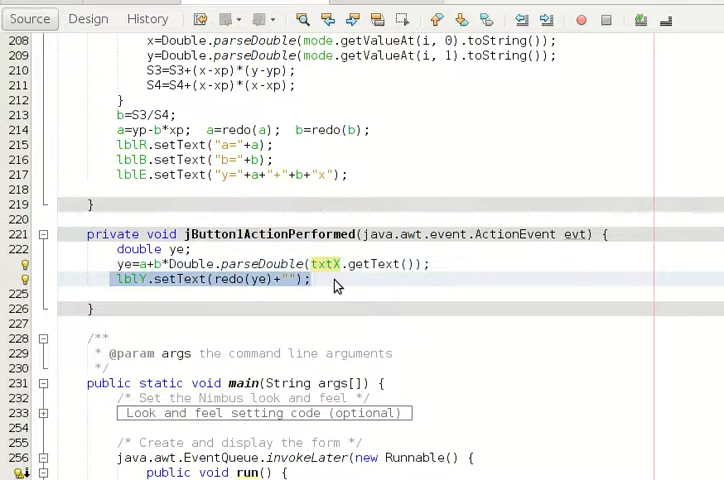 Source Design History
208 x=Double.parseDouble(mode.getValueAt(i, 0).toString());
209 y=Double.parseDouble(mode.getValueAt(i, 1).toString());
210 S3=S3+(x-xp)*(y-yp);
211 S4=S4+(x-xp)*(x-xp);
212 }
213 b=S3/S4;
214 a=yp-b*xp; a=redo(a); b=redo(b);
215 lblR.setText("a="+a);
216 lblB.setText("b="+b);
217 lblE.setText("y="+a+"+"+b+"x");
218
219 }
220
221 private void jButton1ActionPerformed(java.awt.event.ActionEvent evt) {
222 double ye;
ye=a+b*Double.parseDouble(txtX.getText());
lblY.setText(redo(ye)+"");
225
226 }
227
228 /**
229 * @param args the command line arguments
230 */
231 public static void main(String args[]) {
232 /* Set the Nimbus look and feel */
233 Look and feel setting code (optional)
254
255 /* Create and display the form */
256 java.awt.EventQueue.invokeLater(new Runnable() {
public void run() {